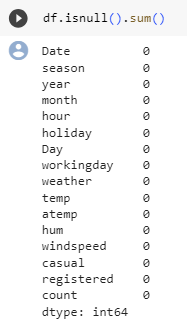 df.isnull().sum()
Date 0
season 0
year 0
month 0
hour 0
holiday 0
Day 0
workingday 0
weather 0
temp 0
atemp 0
hum 0
windspeed 0
casual 0
registered 0
count 0
dtype: int64